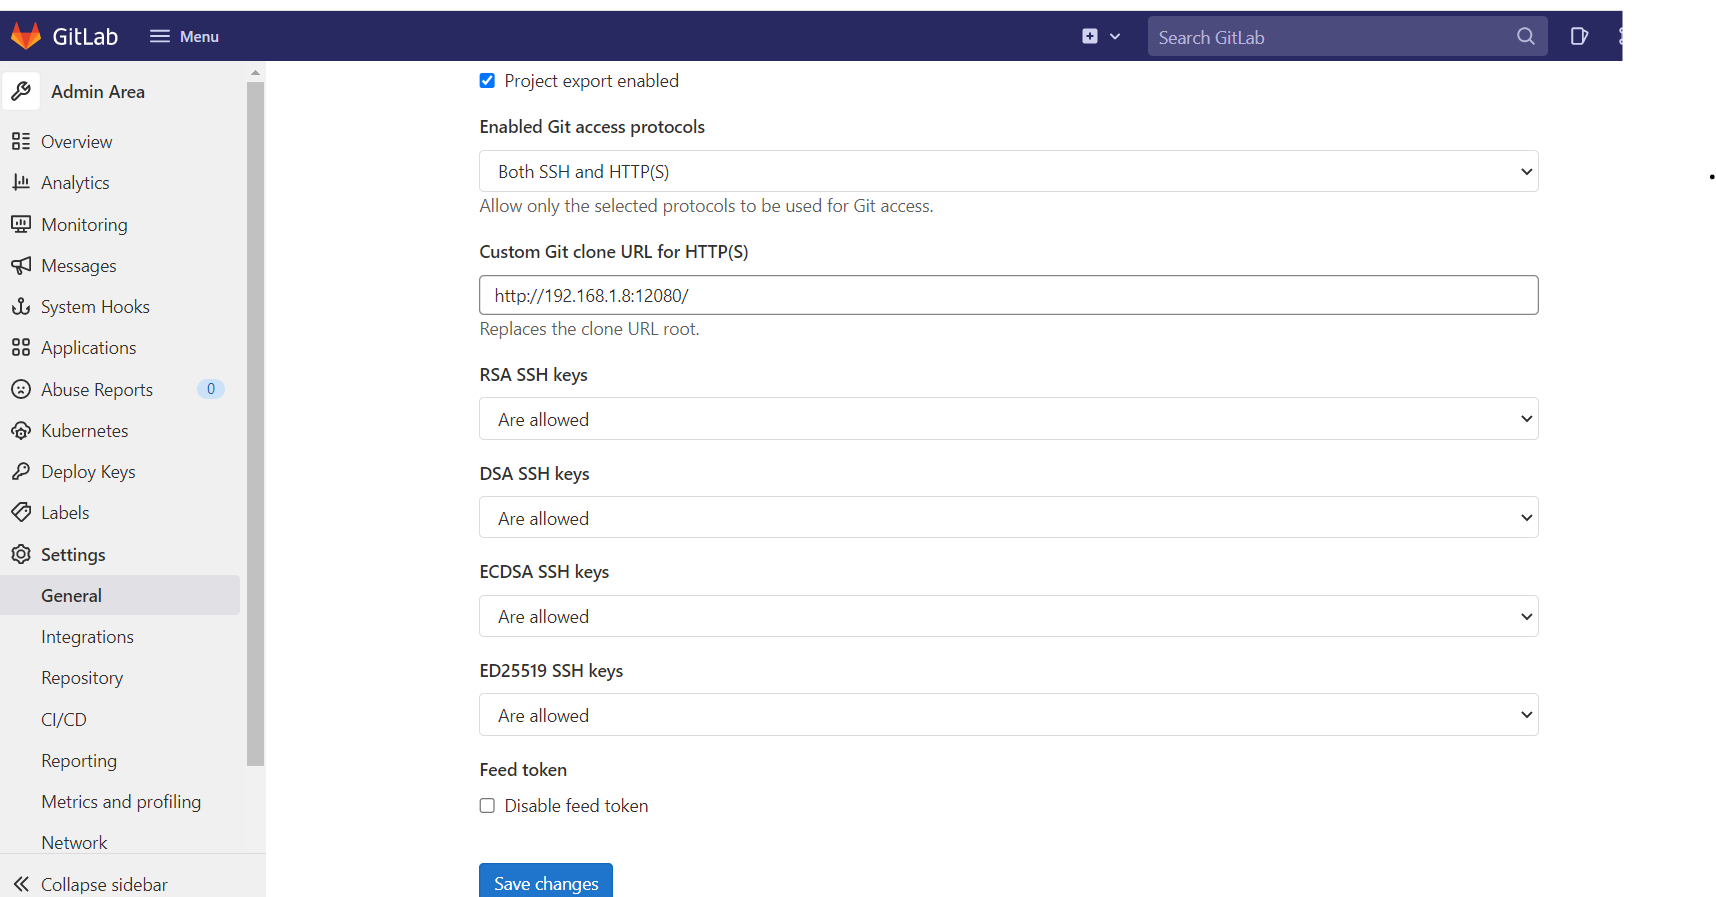 GitLab
Menu
Search GitLab
Admin Area
Overview
Analytics
Monitoring
Messages
System Hooks
Applications
Abuse Reports 0
Kubernetes
Deploy Keys
Labels
Settings
General
Integrations
Repository
CI/CD
Reporting
Metrics and profiling
Network
Collapse sidebar
Project export enabled
Enabled Git access protocols
Both SSH and HTTP(S)
Allow only the selected protocols to be used for Git access.
Custom Git clone URL for HTTP(S)
http://192.168.1.8:12080/
Replaces the clone URL root.
RSA SSH keys
Are allowed
DSA SSH keys
Are allowed
ECDSA SSH keys
Are allowed
ED25519 SSH keys
Are allowed
Feed token
Disable feed token
Save changes